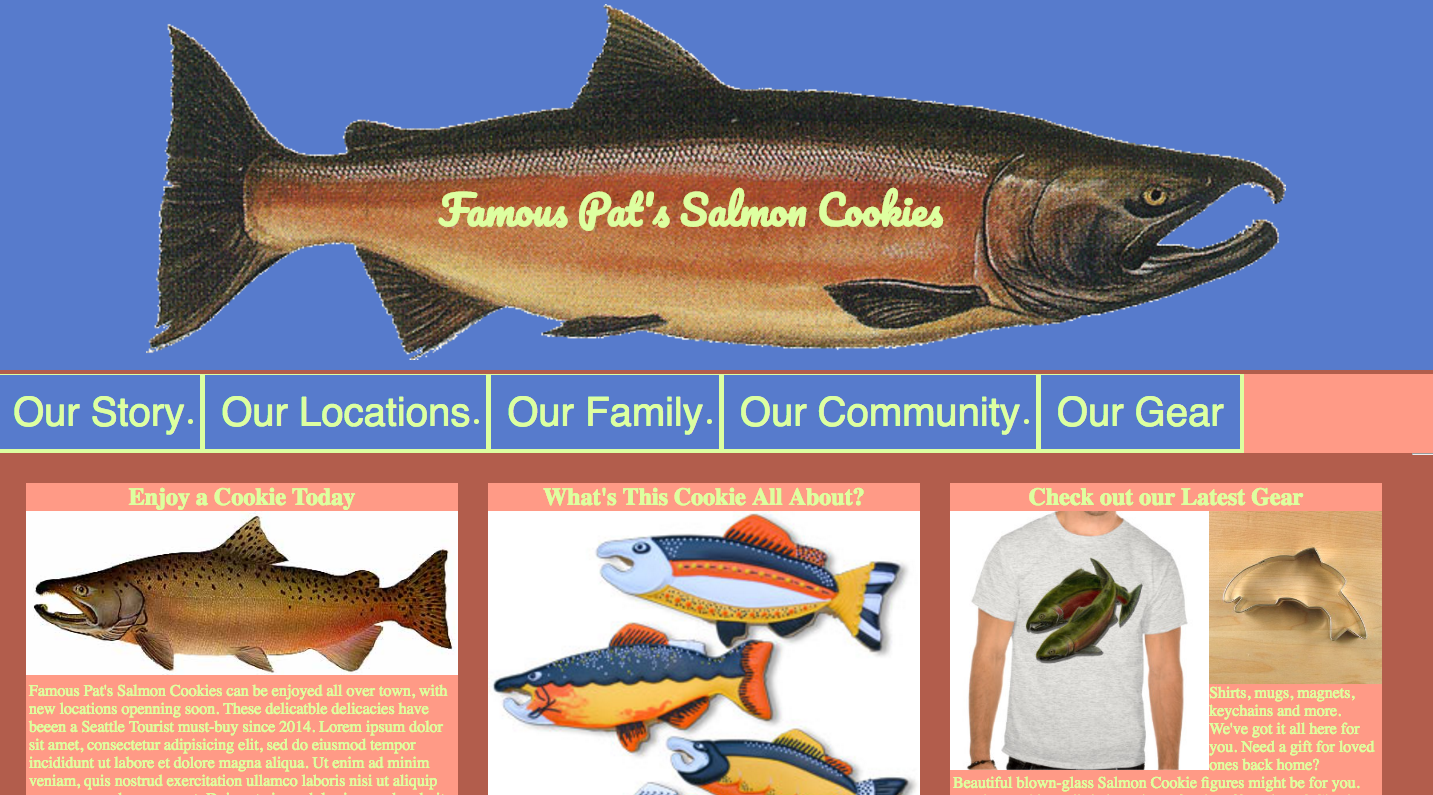 Famous Pat's Salmon Cookies
Our Story. Our Locations. Our Family. Our Community. Our Gear
Enjoy a Cookie Today
Famous Pat's Salmon Cookies can be enjoyed all over town, with
new locations openning soon. These delicatble delicacies have
beeen a Seattle Tourist must-buy since 2014. Lorem ipsum dolor
sit amet, consectetur adipisicing elit, sed do eiusmod tempor
incididunt ut labore et dolore magna aliqua. Ut enim ad minim
veniam, quis nostrud exercitation ullamco laboris nisi ut aliquip
What's This Cookie All About?
Check out our Latest Gear
Shirts, mugs, magnets,
keychains and more.
We've got it all here for
you. Need a gift for loved
ones back home?
Beautiful blown-glass Salmon Cookie figures might be for you.